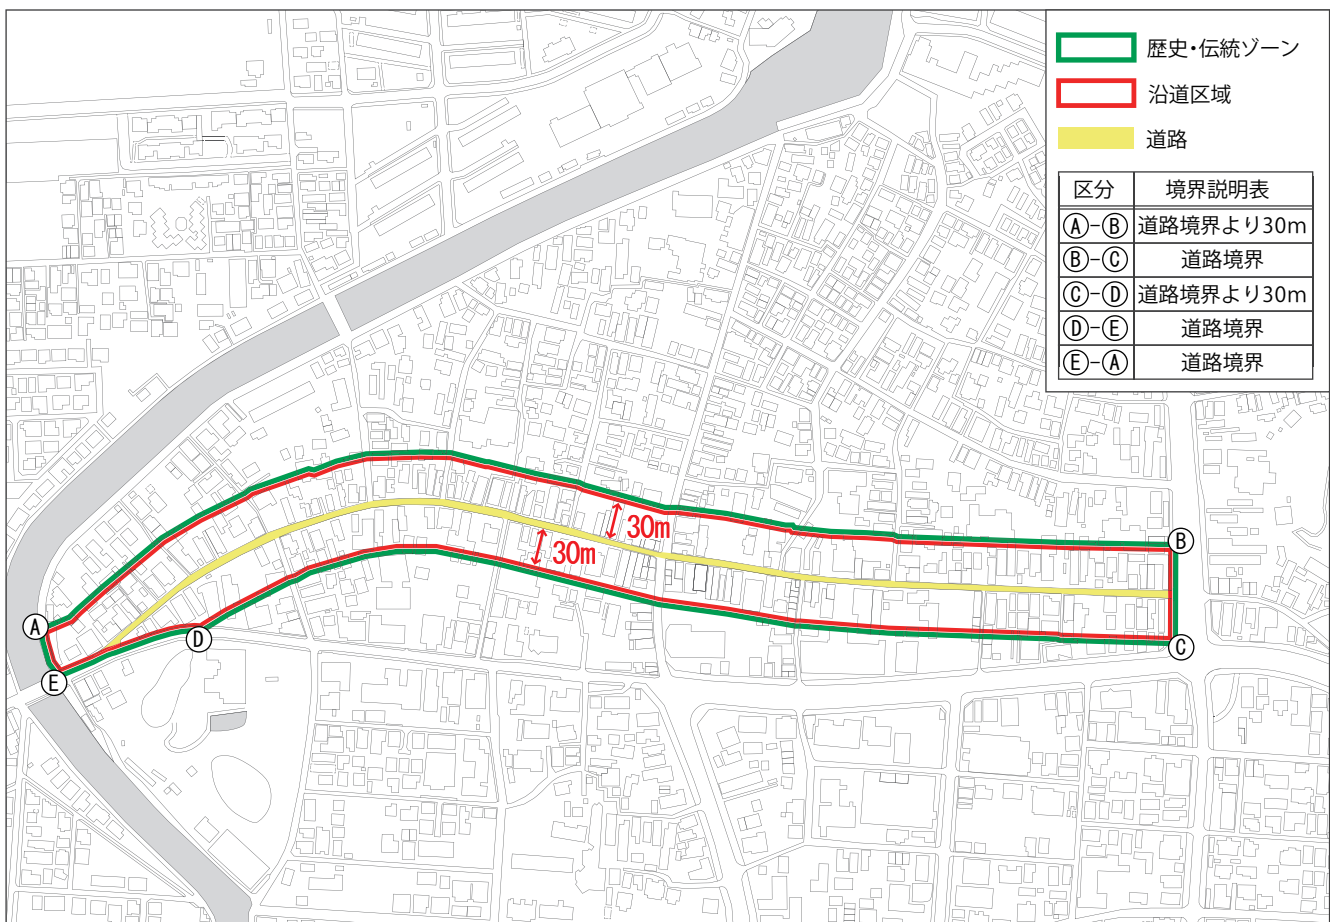 歴史・伝統ゾーン
沿道区域
道路
区分 境界説明表
Ⓐ-Ⓑ 道路境界より30m
Ⓑ-Ⓒ 道路境界
Ⓒ-Ⓓ 道路境界より30m
Ⓓ-Ⓔ 道路境界
Ⓔ-Ⓐ 道路境界
30m
30m
Ⓑ
Ⓐ
Ⓓ
Ⓒ
Ⓔ